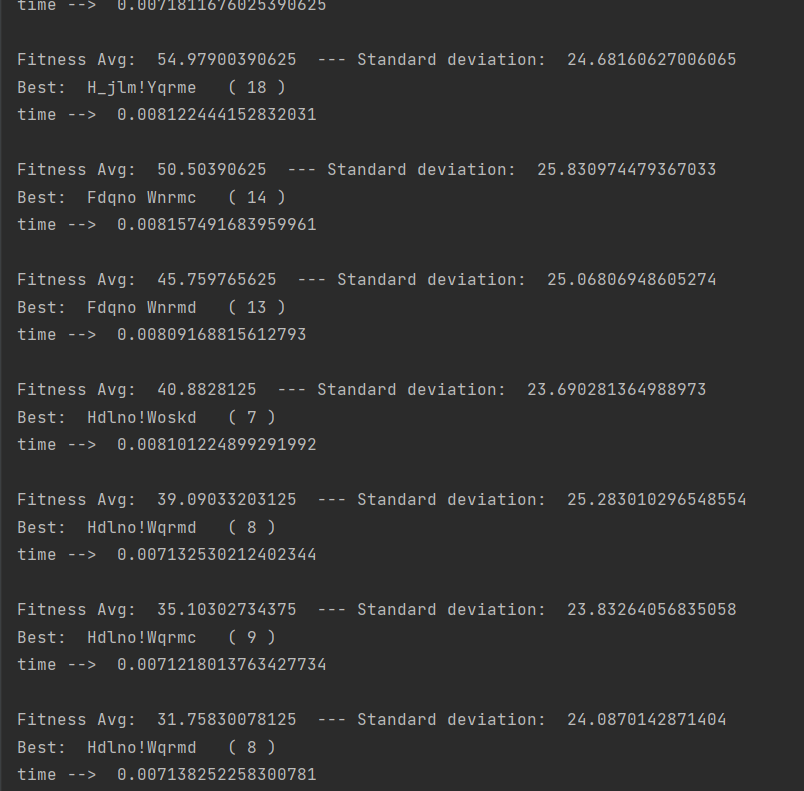 time -->  0.0071811676025390625
Fitness Avg:  54.97900390625  --- Standard deviation:  24.68160627006065
Best:  H_jlm!Yqrme   ( 18 )
time -->  0.008122444152832031
Fitness Avg:  50.50390625  --- Standard deviation:  25.830974479367033
Best:  Fdqno Wnrmc   ( 14 )
time -->  0.008157491683959961
Fitness Avg:  45.759765625  --- Standard deviation:  25.06806948605274
Best:  Fdqno Wnrmd   ( 13 )
time -->  0.00809168815612793
Fitness Avg:  40.8828125  --- Standard deviation:  23.690281364988973
Best:  Hdlno!Woskd   ( 7 )
time -->  0.008101224899291992
Fitness Avg:  39.09033203125  --- Standard deviation:  25.283010296548554
Best:  Hdlno!Wqrmd   ( 8 )
time -->  0.007132530212402344
Fitness Avg:  35.10302734375  --- Standard deviation:  23.83264056835058
Best:  Hdlno!Wqrmc   ( 9 )
time -->  0.0071218013763427734
Fitness Avg:  31.75830078125  --- Standard deviation:  24.0870142871404
Best:  Hdlno!Wqrmd   ( 8 )
time -->  0.007138252258300781